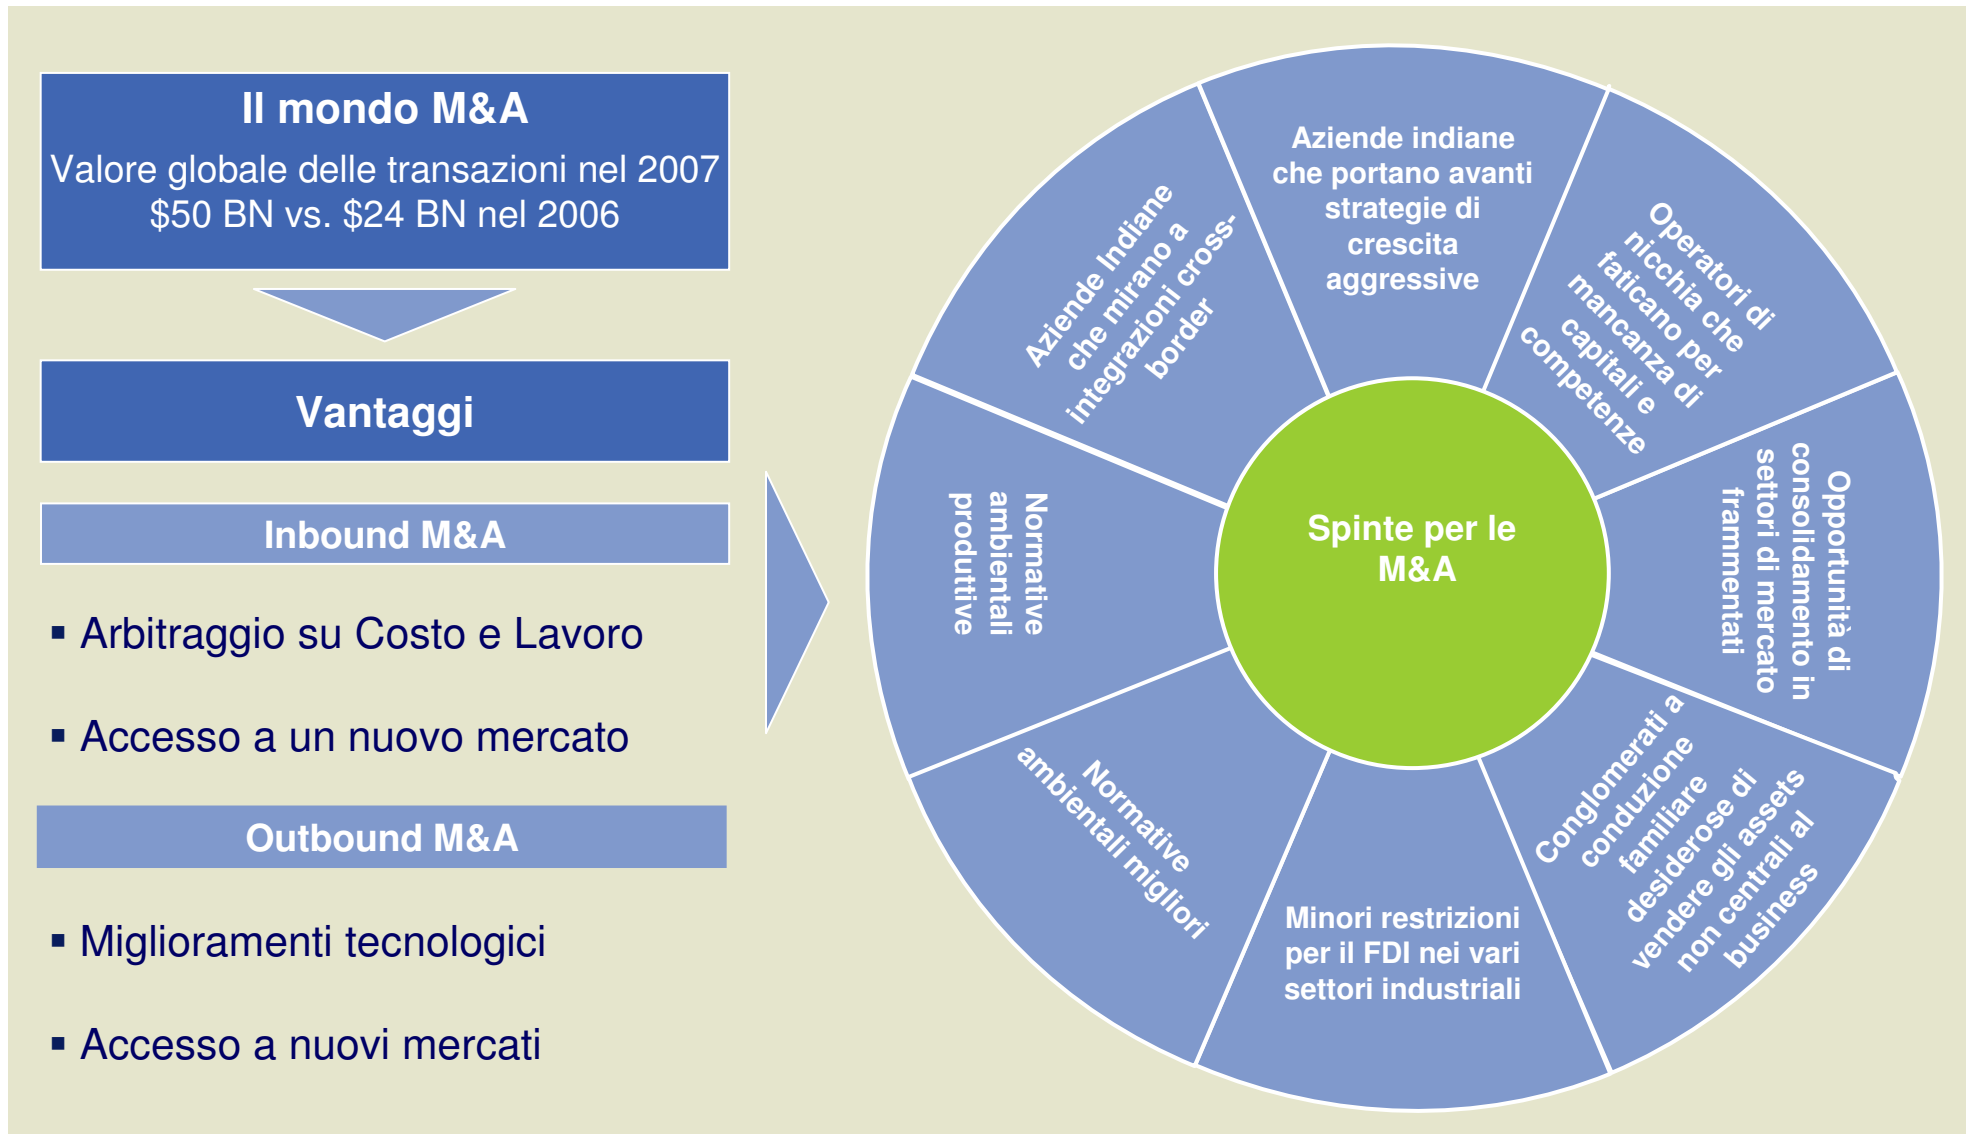 Il mondo M&A
Valore globale delle transazioni nel 2007
$50 BN vs. $24 BN nel 2006
Vantaggi
Inbound M&A
▪ Arbitraggio su Costo e Lavoro
▪ Accesso a un nuovo mercato
Outbound M&A
▪ Miglioramenti tecnologici
▪ Accesso a nuovi mercati
Spinte per le
M&A
Aziende indiane
che portano avanti
strategie di
crescita
aggressive
Operatori di
nicchia che
faticano per
mancanza di
capitali e
competenze
Opportunità di
consolidamento in
settori di mercato
frammentati
Conglomerati a
conduzione
familiare
desiderose di
vendere gli assets
non centrali al
business
Minori restrizioni
per il FDI nei vari
settori industriali
Normative
ambientali migliori
Normative
ambientali
produttive
Aziende Indiane
che mirano a
integrazioni cross-
border